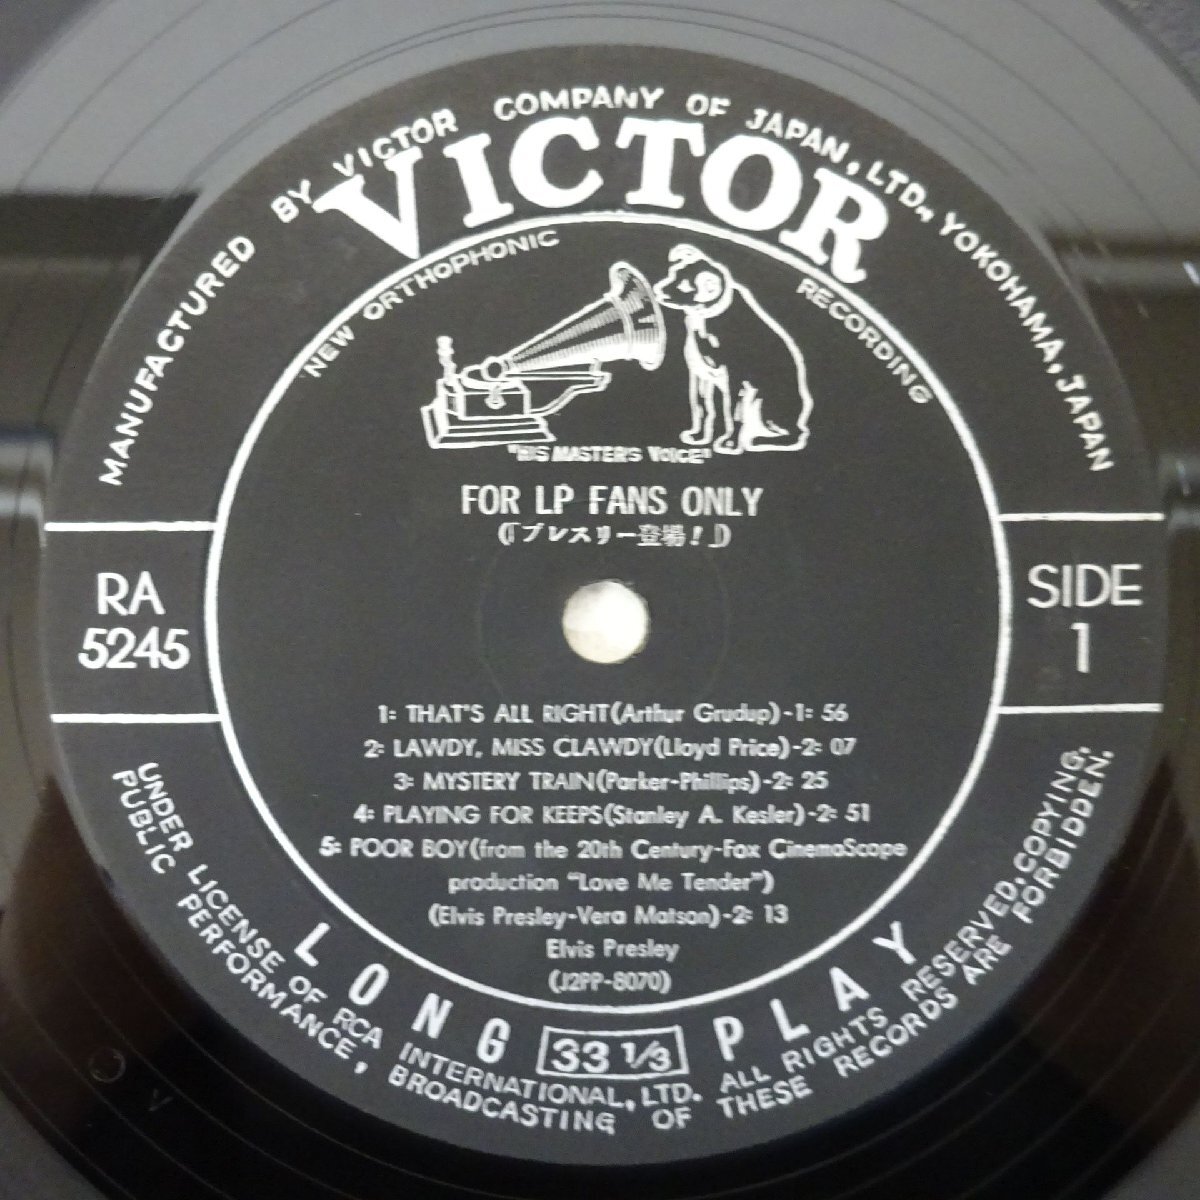 MANUFACTURED BY VICTOR COMPANY OF JAPAN, LTD., YOKOHAMA, JAPAN
VICTOR
NEW ORTHOPHONIC RECORDING
"HIS MASTER'S VOICE"
FOR LP FANS ONLY
(『プレスリー登場！』)
RA
5245
SIDE
1
1: THAT'S ALL RIGHT(Arthur Grudup)-1: 56
2: LAWDY, MISS CLAWDY(Lloyd Price)-2: 07
3: MYSTERY TRAIN(Parker-Phillips)-2: 25
4: PLAYING FOR KEEPS(Stanley A. Kesler)-2: 51
5: POOR BOY(from the 20th Century-Fox CinemaScope
production "Love Me Tender")
(Elvis Presley-Vera Matson)-2: 13
Elvis Presley
(J2PP-8070)
LONG 33 1/3 PLAY
UNDER LICENSE OF RCA INTERNATIONAL, LTD. ALL RIGHTS RESERVED. COPYING,
PUBLIC PERFORMANCE, BROADCASTING OF THESE RECORDS ARE FORBIDDEN.